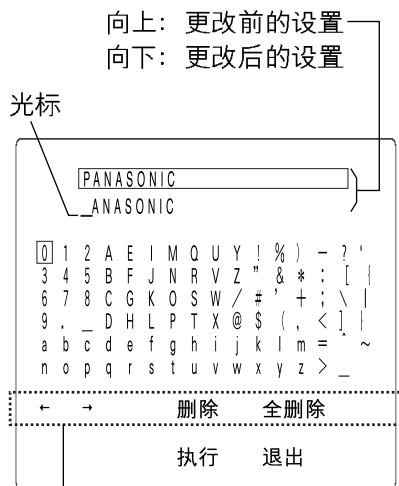 向上：更改前的设置
向下：更改后的设置
光标
PANASONIC
_ANASONIC
0 1 2 A E I M Q U Y ! % ) - ? '
3 4 5 B F J N R V Z " & * : [ {
6 7 8 C G K O S W / # ' + ; \ |
9 . _ D H L P T X @ $ ( , < ] }
a b c d e f g h i j k l m = ^ ~
n o p q r s t u v w x y z > _
← → 删除 全删除
执行 退出